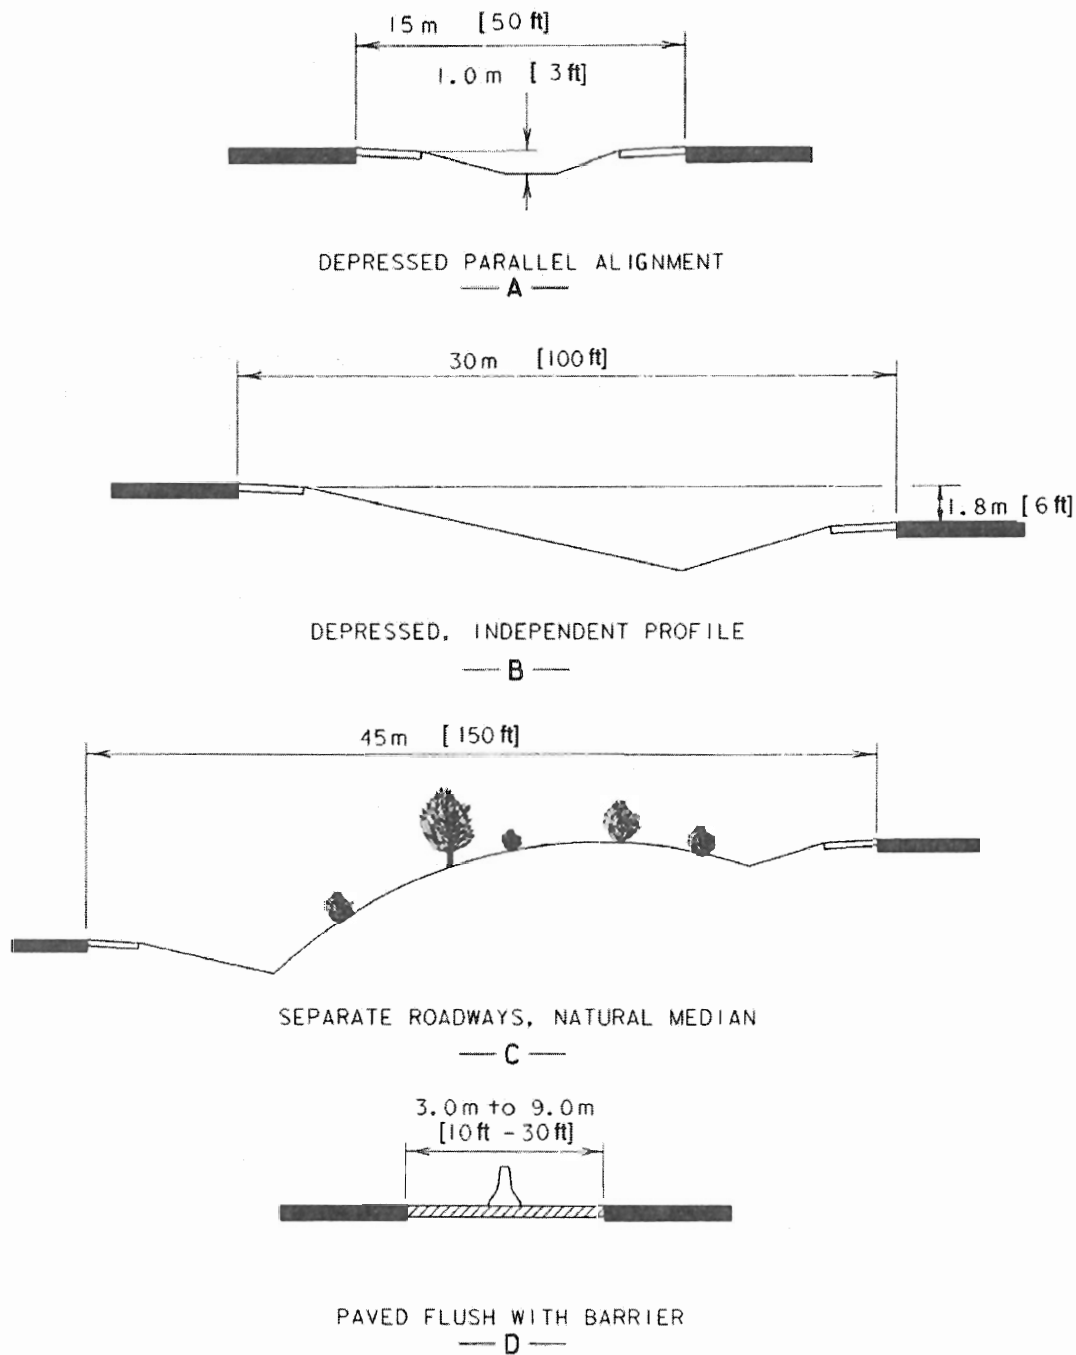 15 m [50 ft]
1.0 m [ 3 ft]
DEPRESSED PARALLEL ALIGNMENT
— A —
30 m [100 ft]
1.8 m [6 ft]
DEPRESSED, INDEPENDENT PROFILE
— B —
45 m [ 150 ft]
SEPARATE ROADWAYS, NATURAL MEDIAN
— C —
3.0 m to 9.0 m
[10 ft - 30 ft]
PAVED FLUSH WITH BARRIER
— D —